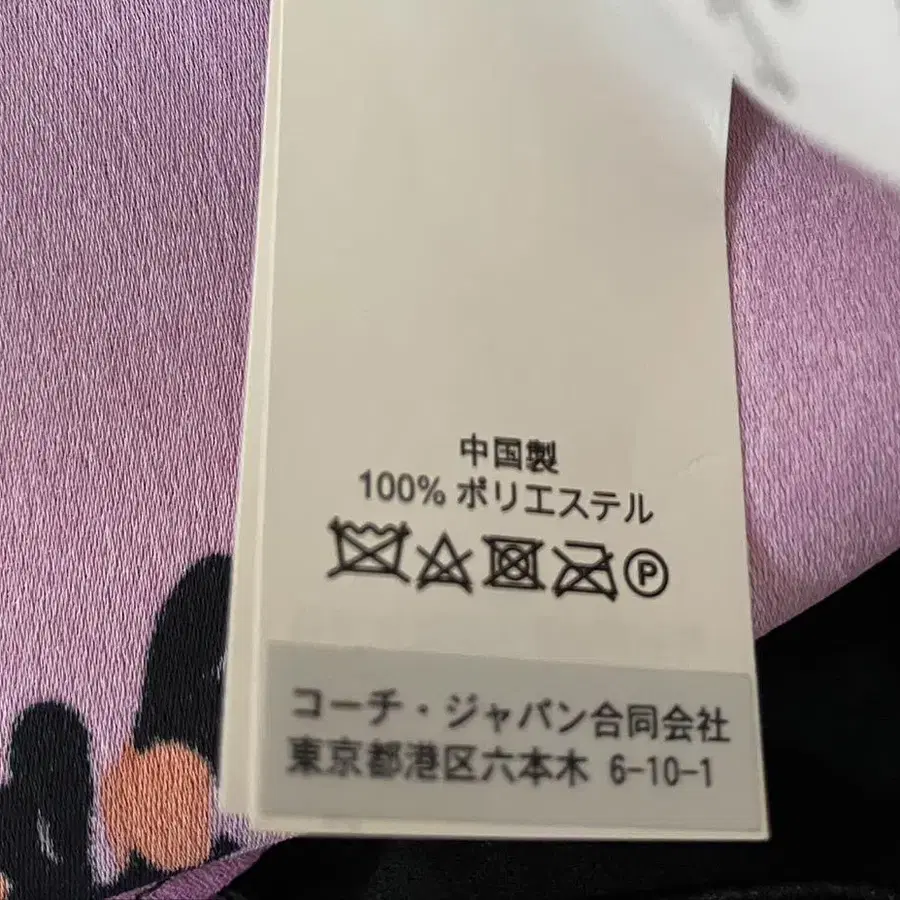 中国製
100% ポリエステル
P
コーチ・ジャパン合同会社
東京都港区六本木 6-10-1